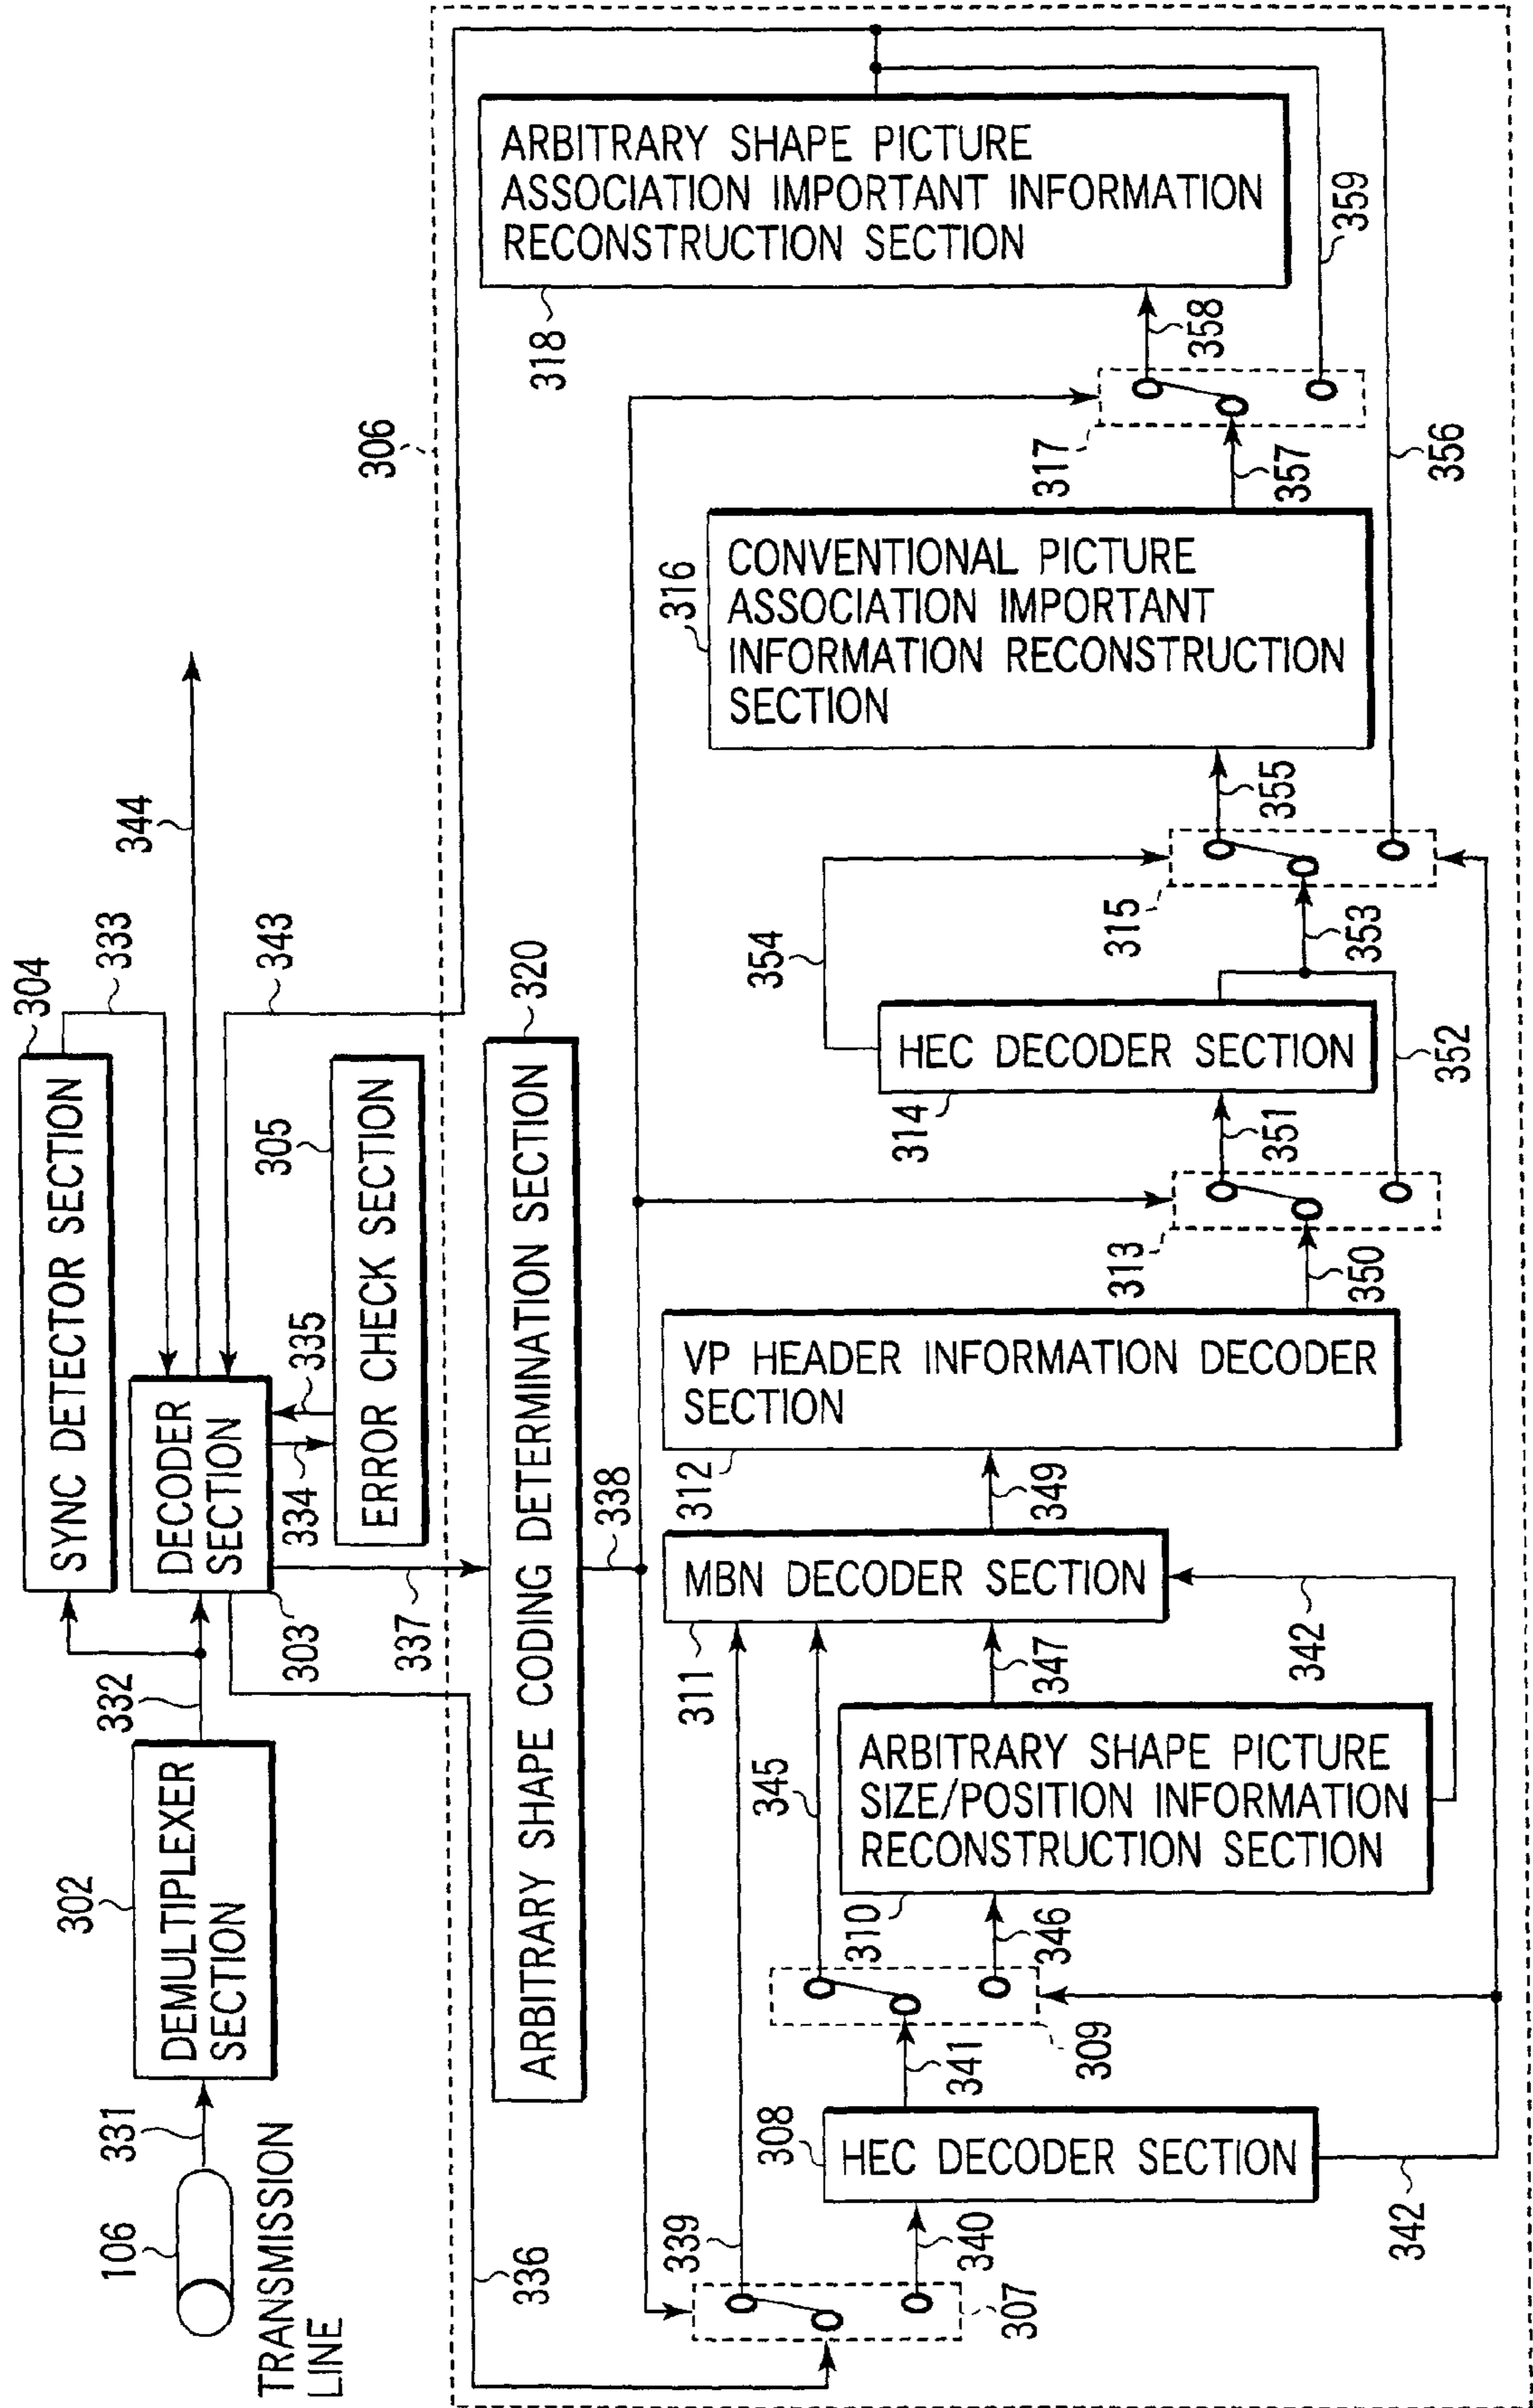 304
SYNC DETECTOR SECTION
333
344
302
DEMULTIPLEXER
SECTION
332
DECODER
SECTION
303
343
106
331
TRANSMISSION
LINE
334
335
305
ERROR CHECK SECTION
336
337
306
320
ARBITRARY SHAPE CODING DETERMINATION SECTION
338
307
339
340
308
HEC DECODER SECTION
341
342
309
345
346
310
ARBITRARY SHAPE PICTURE
SIZE/POSITION INFORMATION
RECONSTRUCTION SECTION
347
342
311
MBN DECODER SECTION
349
312
VP HEADER INFORMATION DECODER
SECTION
350
313
351
352
314
HEC DECODER SECTION
354
353
315
355
356
316
CONVENTIONAL PICTURE
ASSOCIATION IMPORTANT
INFORMATION RECONSTRUCTION
SECTION
357
317
358
359
318
ARBITRARY SHAPE PICTURE
ASSOCIATION IMPORTANT INFORMATION
RECONSTRUCTION SECTION